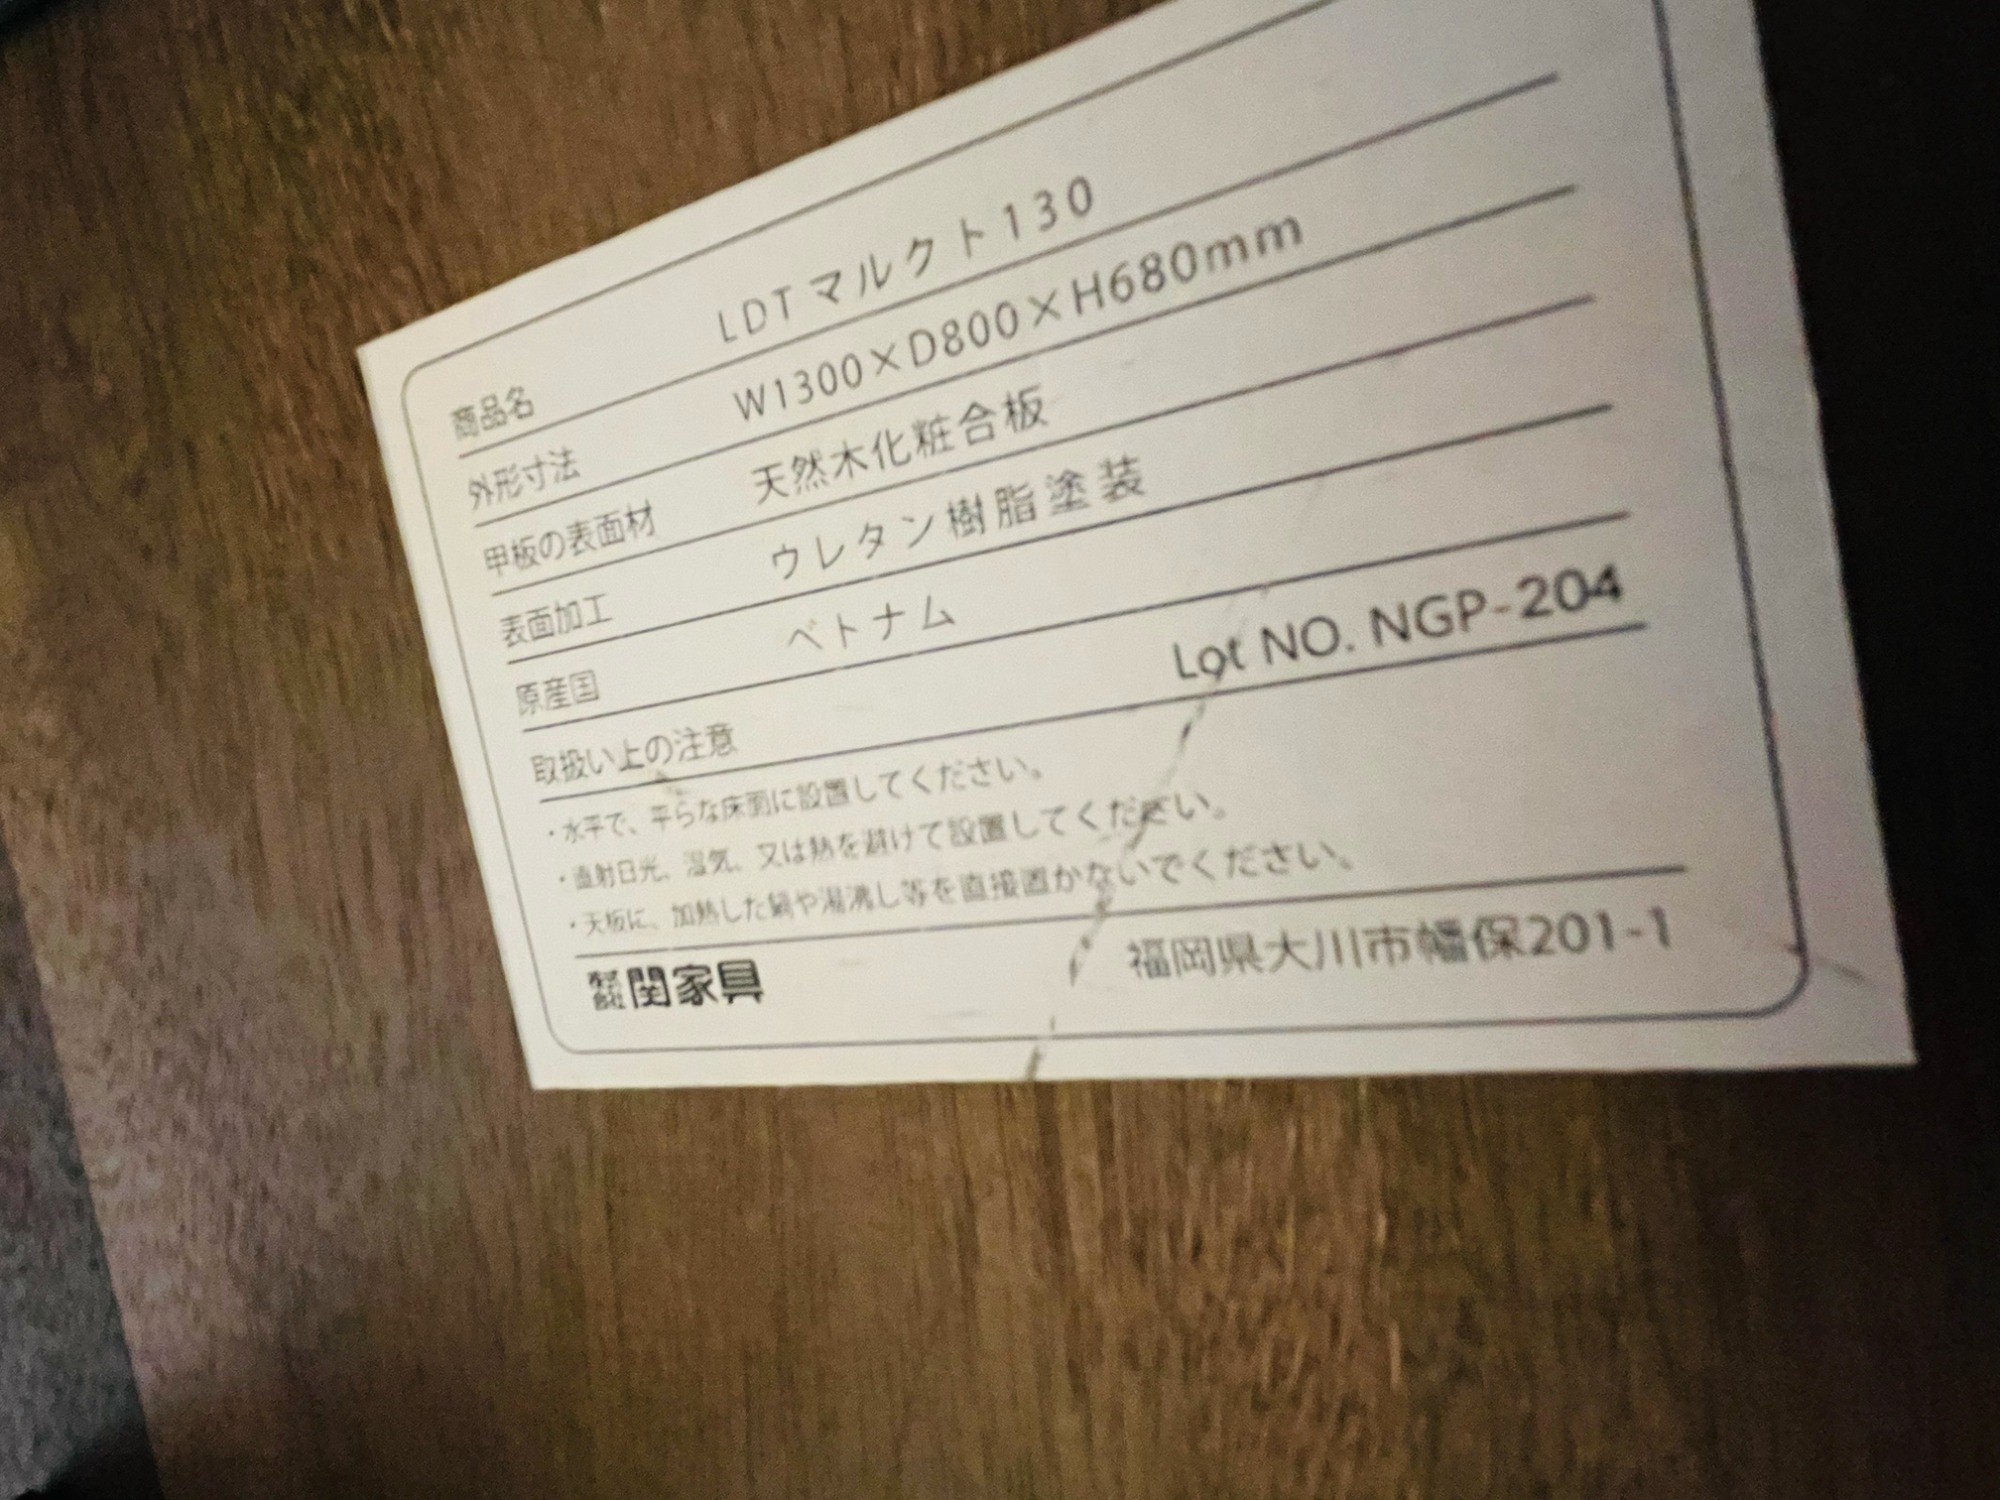 商品名 LDTマルクト130
外形寸法 W1300×D800×H680mm
甲板の表面材 天然木化粧合板
表面加工 ウレタン樹脂塗装
原産国 ベトナム
取扱い上の注意 Lot NO. NGP-204
・水平で、平らな床面に設置してください。
・直射日光、湿気、又は熱を避けて設置してください。
・天板に、加熱した鍋や湯沸し等を直接置かないでください。
株式会社関家具 福岡県大川市幡保201-1